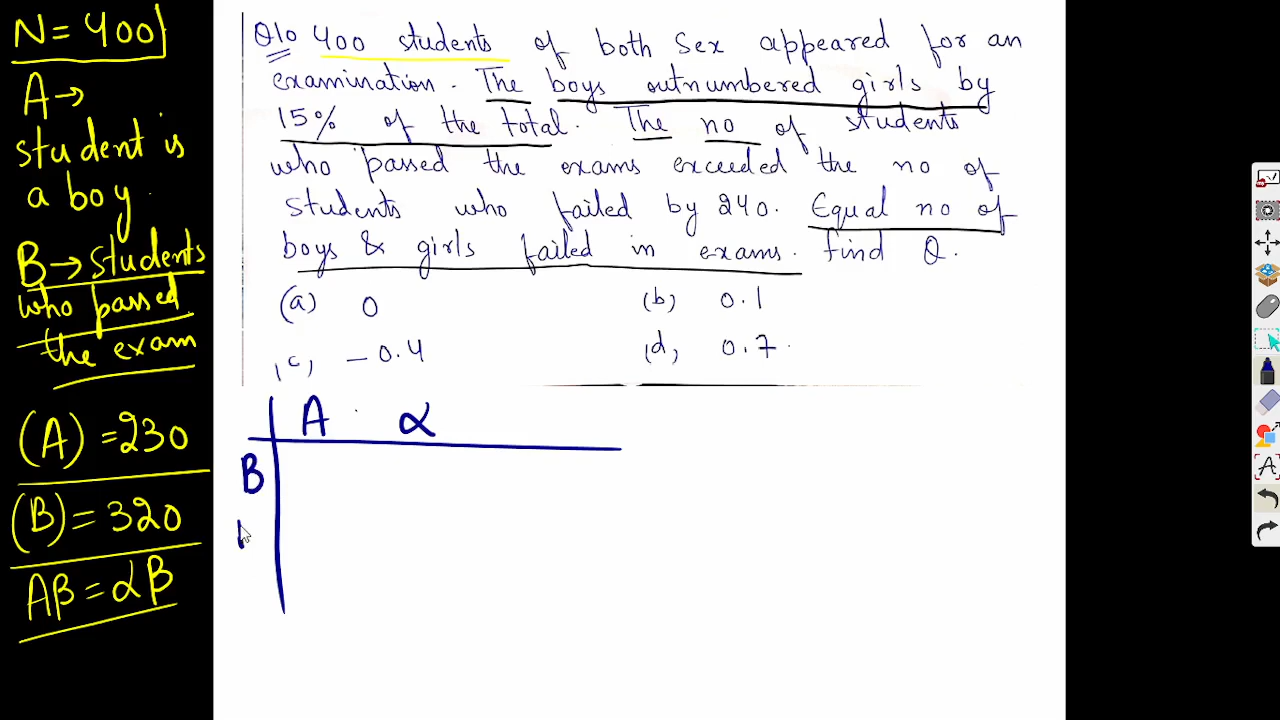 N = 400
A →
student is
a boy.
B → students
who passed
the exam
(A) = 230
(B) = 320
Aβ = αβ
Q10 400 students of both Sex appeared for an
examination. The boys outnumbered girls by
15% of the total. The no of students
who passed the exams exceeded the no of
students who failed by 240. Equal no of
boys & girls failed in exams. find Q.
(a) 0 (b) 0.1
(c) -0.4 (d) 0.7.
A α
B